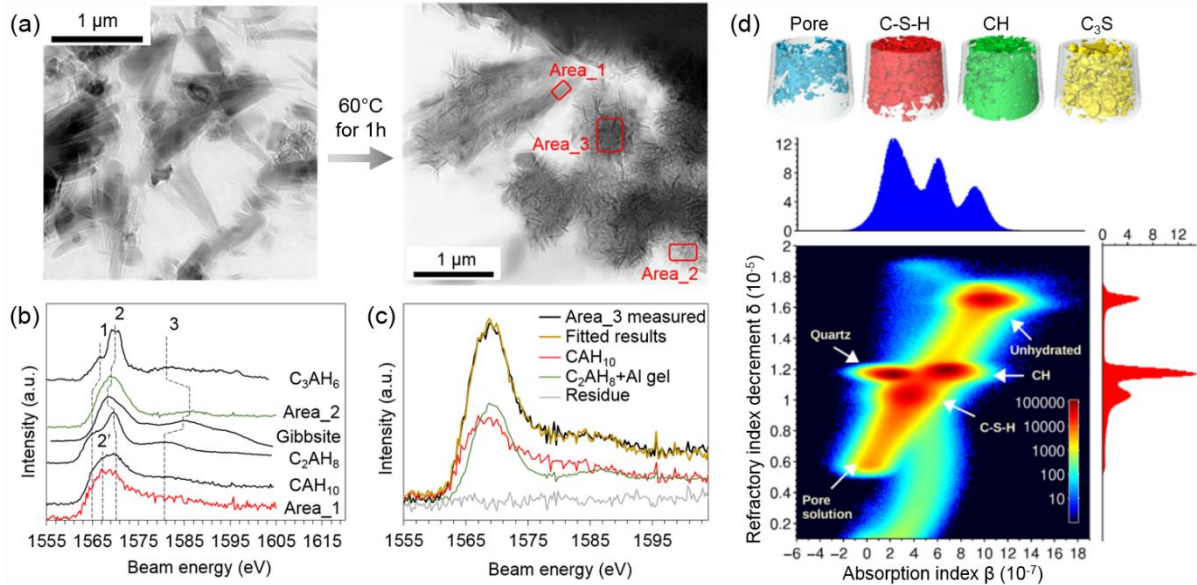 (a)
1 μm
60°C
for 1h
Area_1
Area_3
Area_2
1 μm
(b)
1
2
3
2'
C₃AH₆
Area_2
Gibbsite
C₂AH₈
CAH₁₀
Area_1
Intensity (a.u.)
1555 1565 1575 1585 1595 1605 1615
Beam energy (eV)
(c)
Area_3 measured
Fitted results
CAH₁₀
C₂AH₈+Al gel
Residue
Intensity (a.u.)
1555 1565 1575 1585 1595
Beam energy (eV)
(d)
Pore C-S-H CH C₃S
12
8
4
0
0 4 8 12
2
1.8
1.6
1.4
1.2
1
0.8
0.6
0.4
0.2
Refractory index decrement δ (10⁻⁵)
Quartz
Unhydrated
CH
C-S-H
Pore
solution
100000
10000
1000
100
10
-6 -4 -2 0 2 4 6 8 10 14 18
Absorption index β (10⁻⁷)